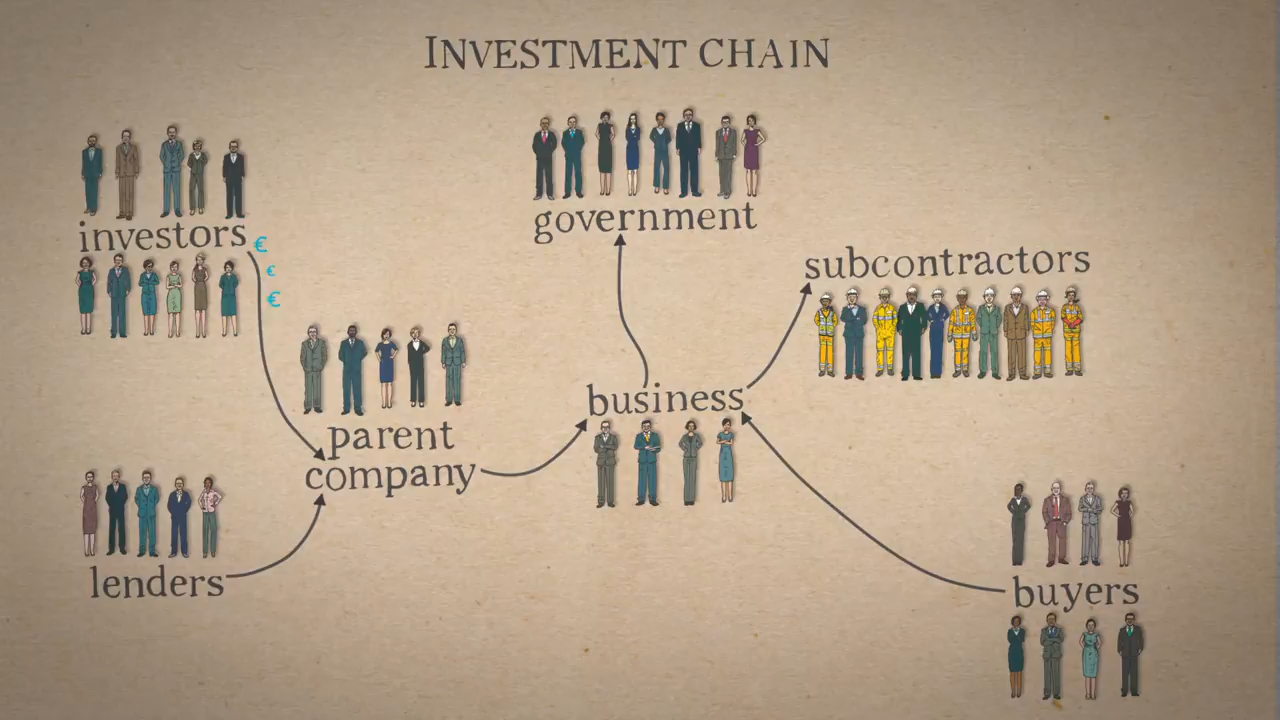 INVESTMENT CHAIN
investors
€
€
€
government
subcontractors
parent
company
business
lenders
buyers